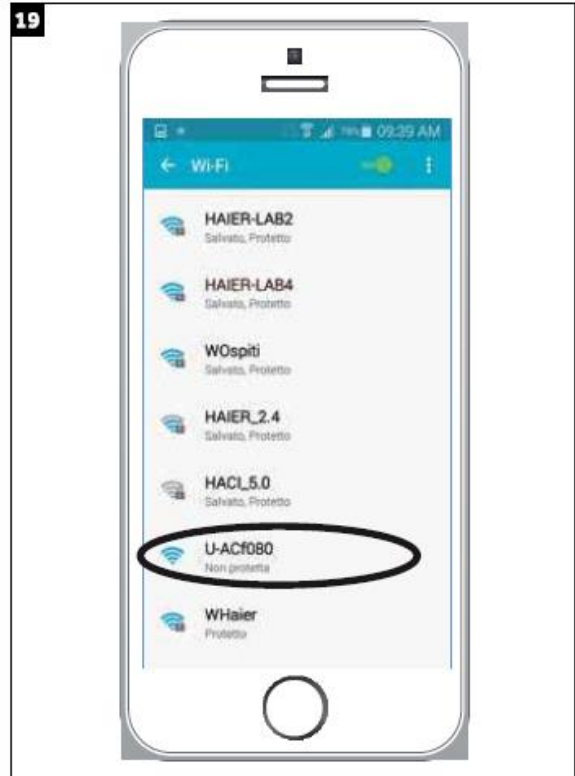 19
09:39 AM
Wi-Fi
HAIER-LAB2
Salvato, Protetto
HAIER-LAB4
Salvato, Protetto
WOspiti
Salvato, Protetto
HAIER_2.4
Salvato, Protetto
HACI_5.0
Salvato, Protetto
U-ACf080
Non protetta
WHaier
Protetto